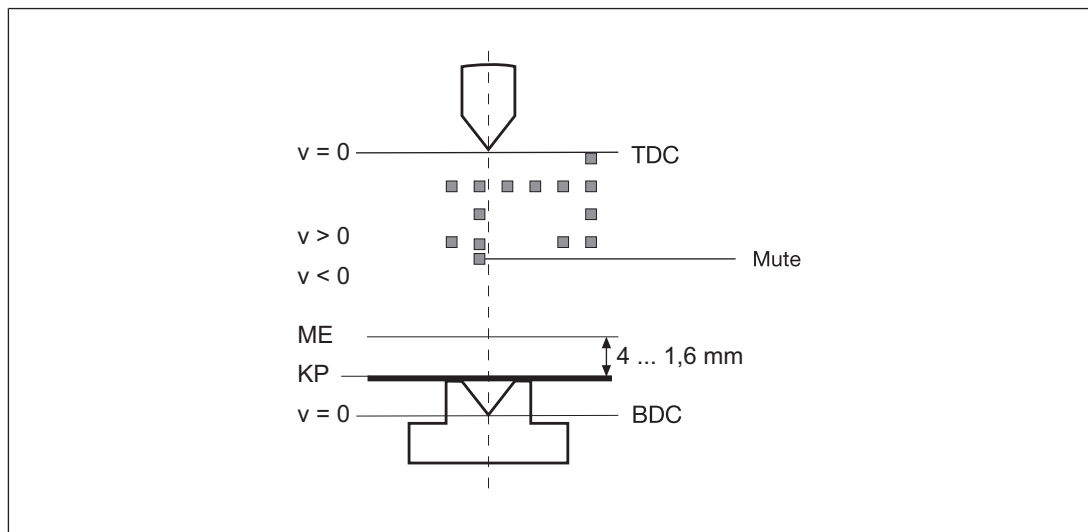 v = 0 TDC
v > 0
v < 0 Mute
ME
4 ... 1,6 mm
KP
v = 0 BDC